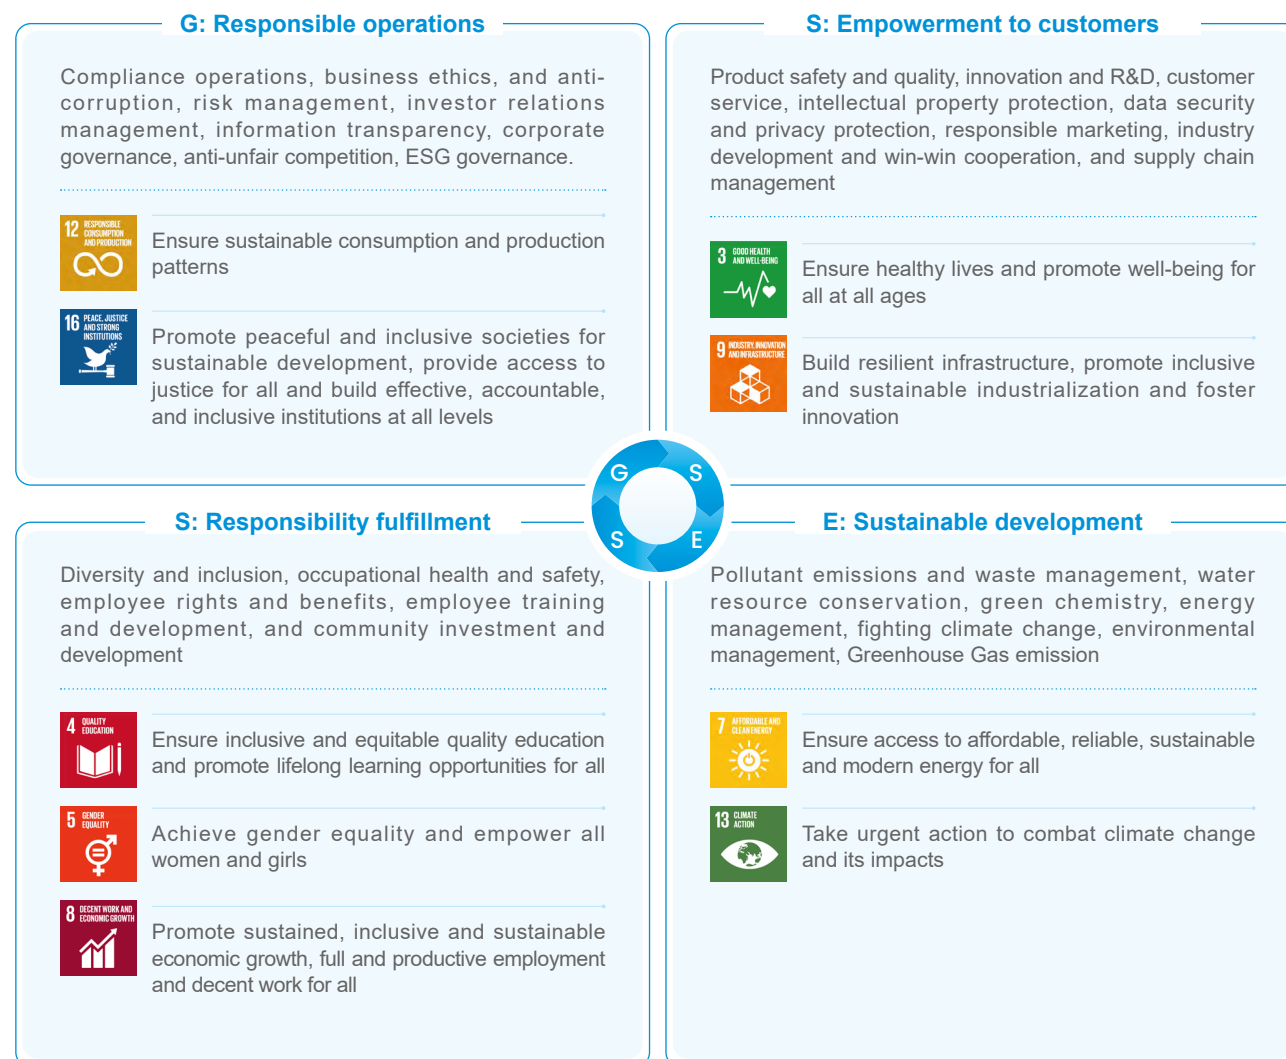 G: Responsible operations
Compliance operations, business ethics, and anti-
corruption, risk management, investor relations
management, information transparency, corporate
governance, anti-unfair competition, ESG governance.
12 RESPONSIBLE
CONSUMPTION
AND PRODUCTION
Ensure sustainable consumption and production
patterns
16 PEACE, JUSTICE
AND STRONG
INSTITUTIONS
Promote peaceful and inclusive societies for
sustainable development, provide access to
justice for all and build effective, accountable,
and inclusive institutions at all levels
S: Empowerment to customers
Product safety and quality, innovation and R&D, customer
service, intellectual property protection, data security
and privacy protection, responsible marketing, industry
development and win-win cooperation, and supply chain
management
3 GOOD HEALTH
AND WELL-BEING
Ensure healthy lives and promote well-being for
all at all ages
9 INDUSTRY, INNOVATION
AND INFRASTRUCTURE
Build resilient infrastructure, promote inclusive
and sustainable industrialization and foster
innovation
G
S
S
E
S: Responsibility fulfillment
Diversity and inclusion, occupational health and safety,
employee rights and benefits, employee training
and development, and community investment and
development
4 QUALITY
EDUCATION
Ensure inclusive and equitable quality education
and promote lifelong learning opportunities for all
5 GENDER
EQUALITY
Achieve gender equality and empower all
women and girls
8 DECENT WORK AND
ECONOMIC GROWTH
Promote sustained, inclusive and sustainable
economic growth, full and productive employment
and decent work for all
E: Sustainable development
Pollutant emissions and waste management, water
resource conservation, green chemistry, energy
management, fighting climate change, environmental
management, Greenhouse Gas emission
7 AFFORDABLE AND
CLEAN ENERGY
Ensure access to affordable, reliable, sustainable
and modern energy for all
13 CLIMATE
ACTION
Take urgent action to combat climate change
and its impacts